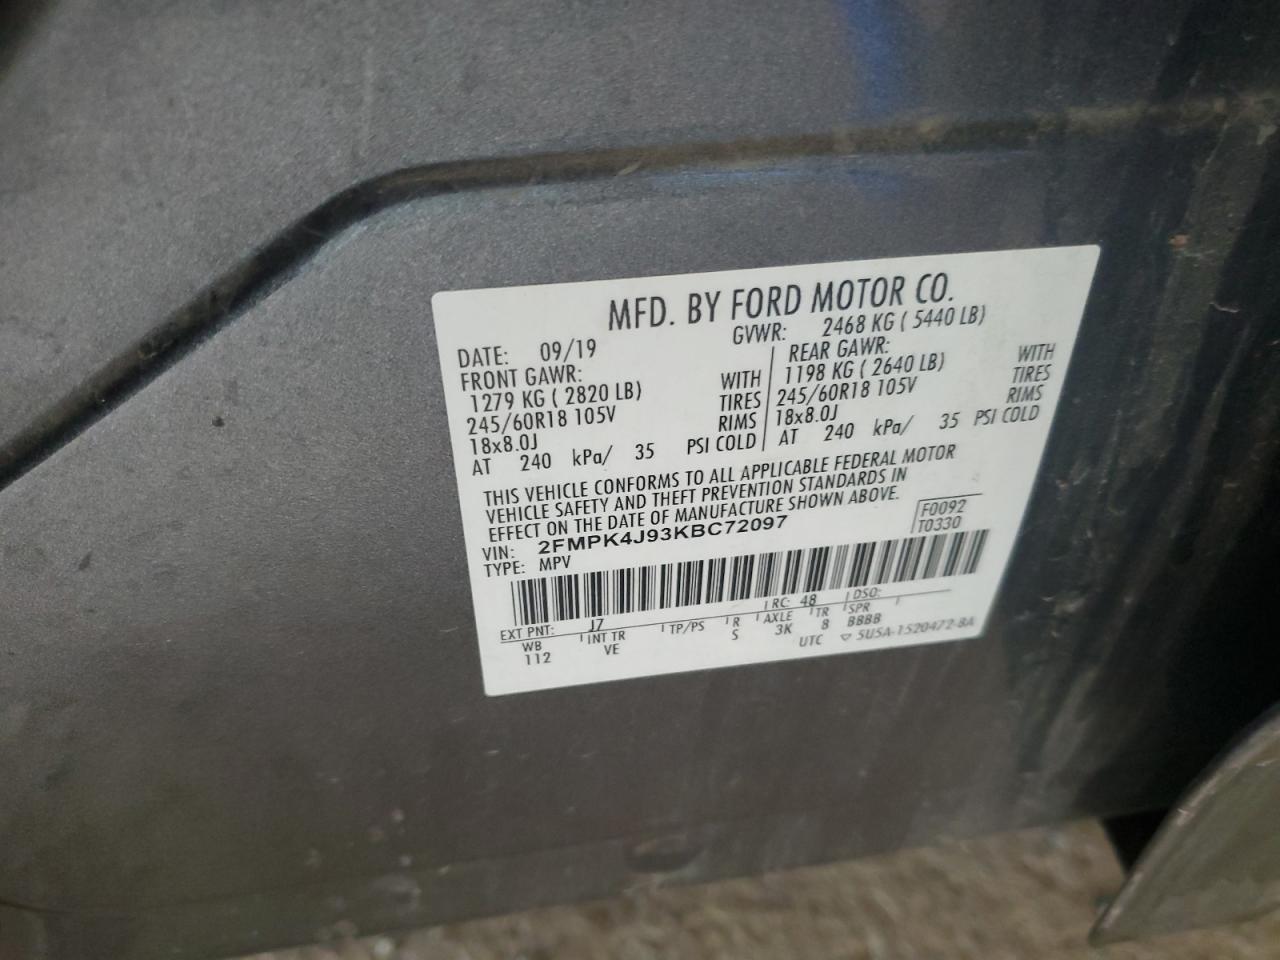 MFD. BY FORD MOTOR CO.
DATE: 09/19 GVWR: 2468 KG ( 5440 LB)
FRONT GAWR: REAR GAWR:
1279 KG ( 2820 LB) WITH 1198 KG ( 2640 LB) WITH
245/60R18 105V TIRES 245/60R18 105V TIRES
18x8.0J RIMS 18x8.0J RIMS
AT 240 kPa/ 35 PSI COLD AT 240 kPa/ 35 PSI COLD
THIS VEHICLE CONFORMS TO ALL APPLICABLE FEDERAL MOTOR
VEHICLE SAFETY AND THEFT PREVENTION STANDARDS IN
EFFECT ON THE DATE OF MANUFACTURE SHOWN ABOVE.
VIN: 2FMPK4J93KBC72097 F0092
TYPE: MPV T0330
EXT PNT: J7 RC: 48 DSO:
WB INT TR TP/PS R AXLE TR SPR
112 VE S 3K 8 BBBB
UTC ▽ 5U5A-1520472-BA